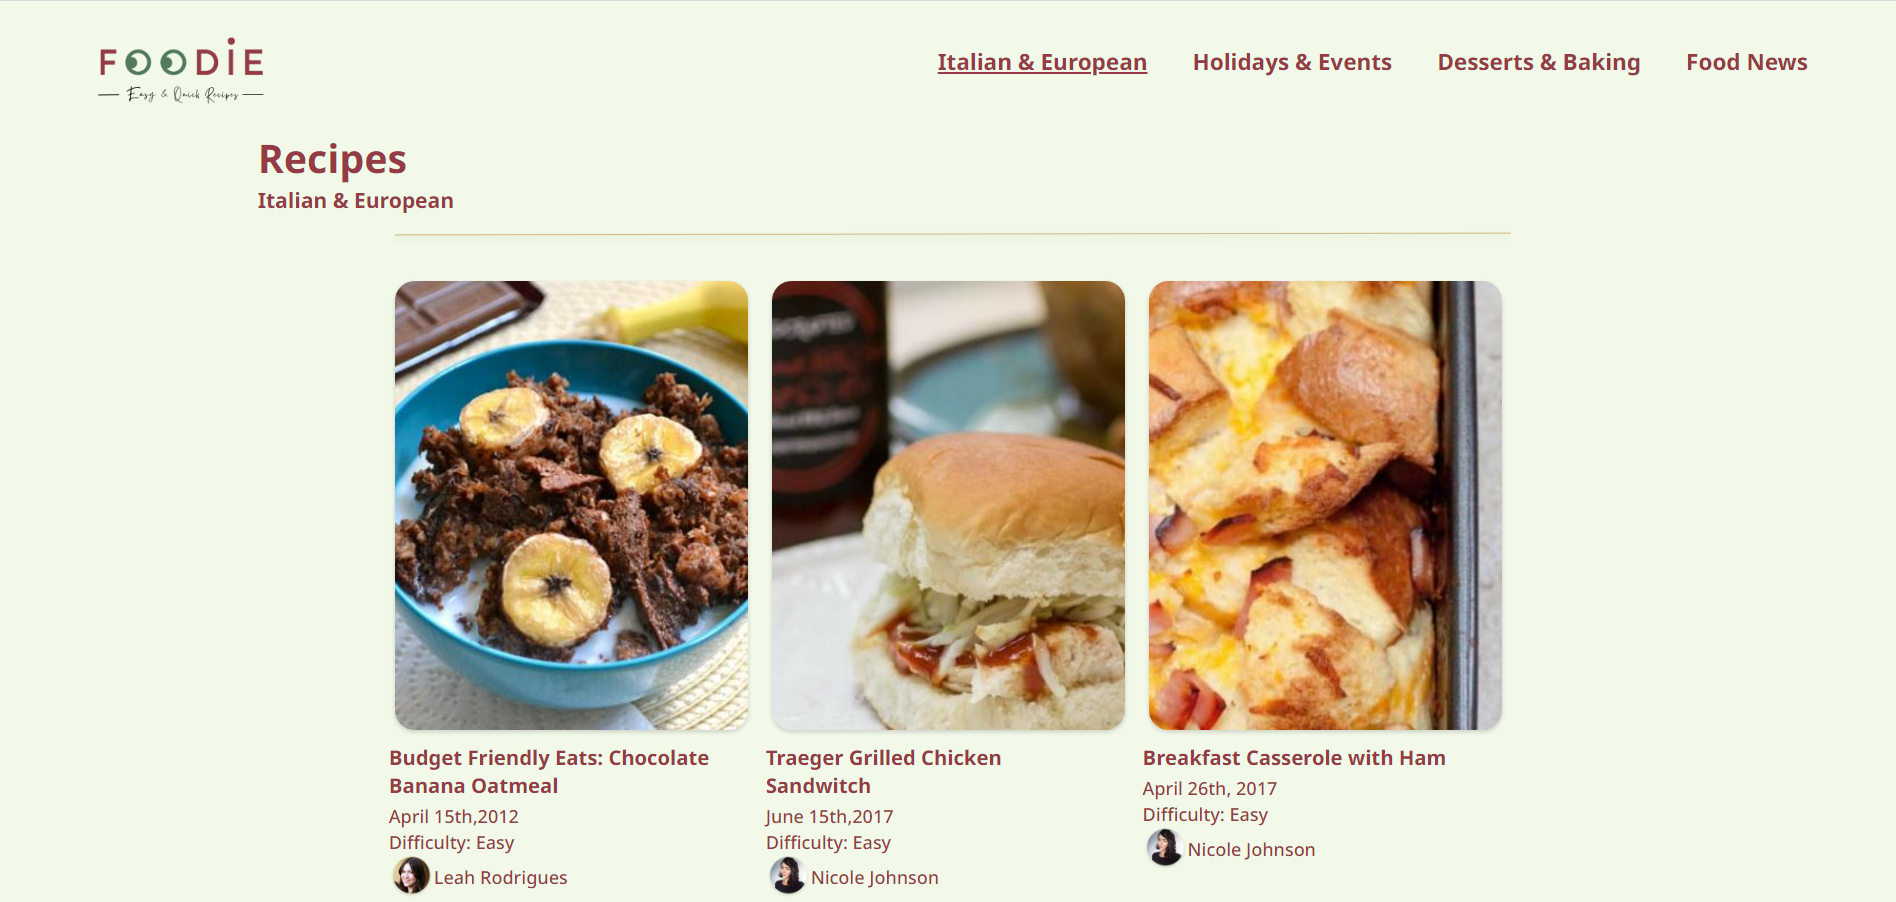 FOODiE
Easy & Quick Recipes
Italian & European
Holidays & Events
Desserts & Baking
Food News
Recipes
Italian & European
Budget Friendly Eats: Chocolate
Banana Oatmeal
April 15th,2012
Difficulty: Easy
Leah Rodrigues
Traeger Grilled Chicken
Sandwitch
June 15th,2017
Difficulty: Easy
Nicole Johnson
Breakfast Casserole with Ham
April 26th, 2017
Difficulty: Easy
Nicole Johnson